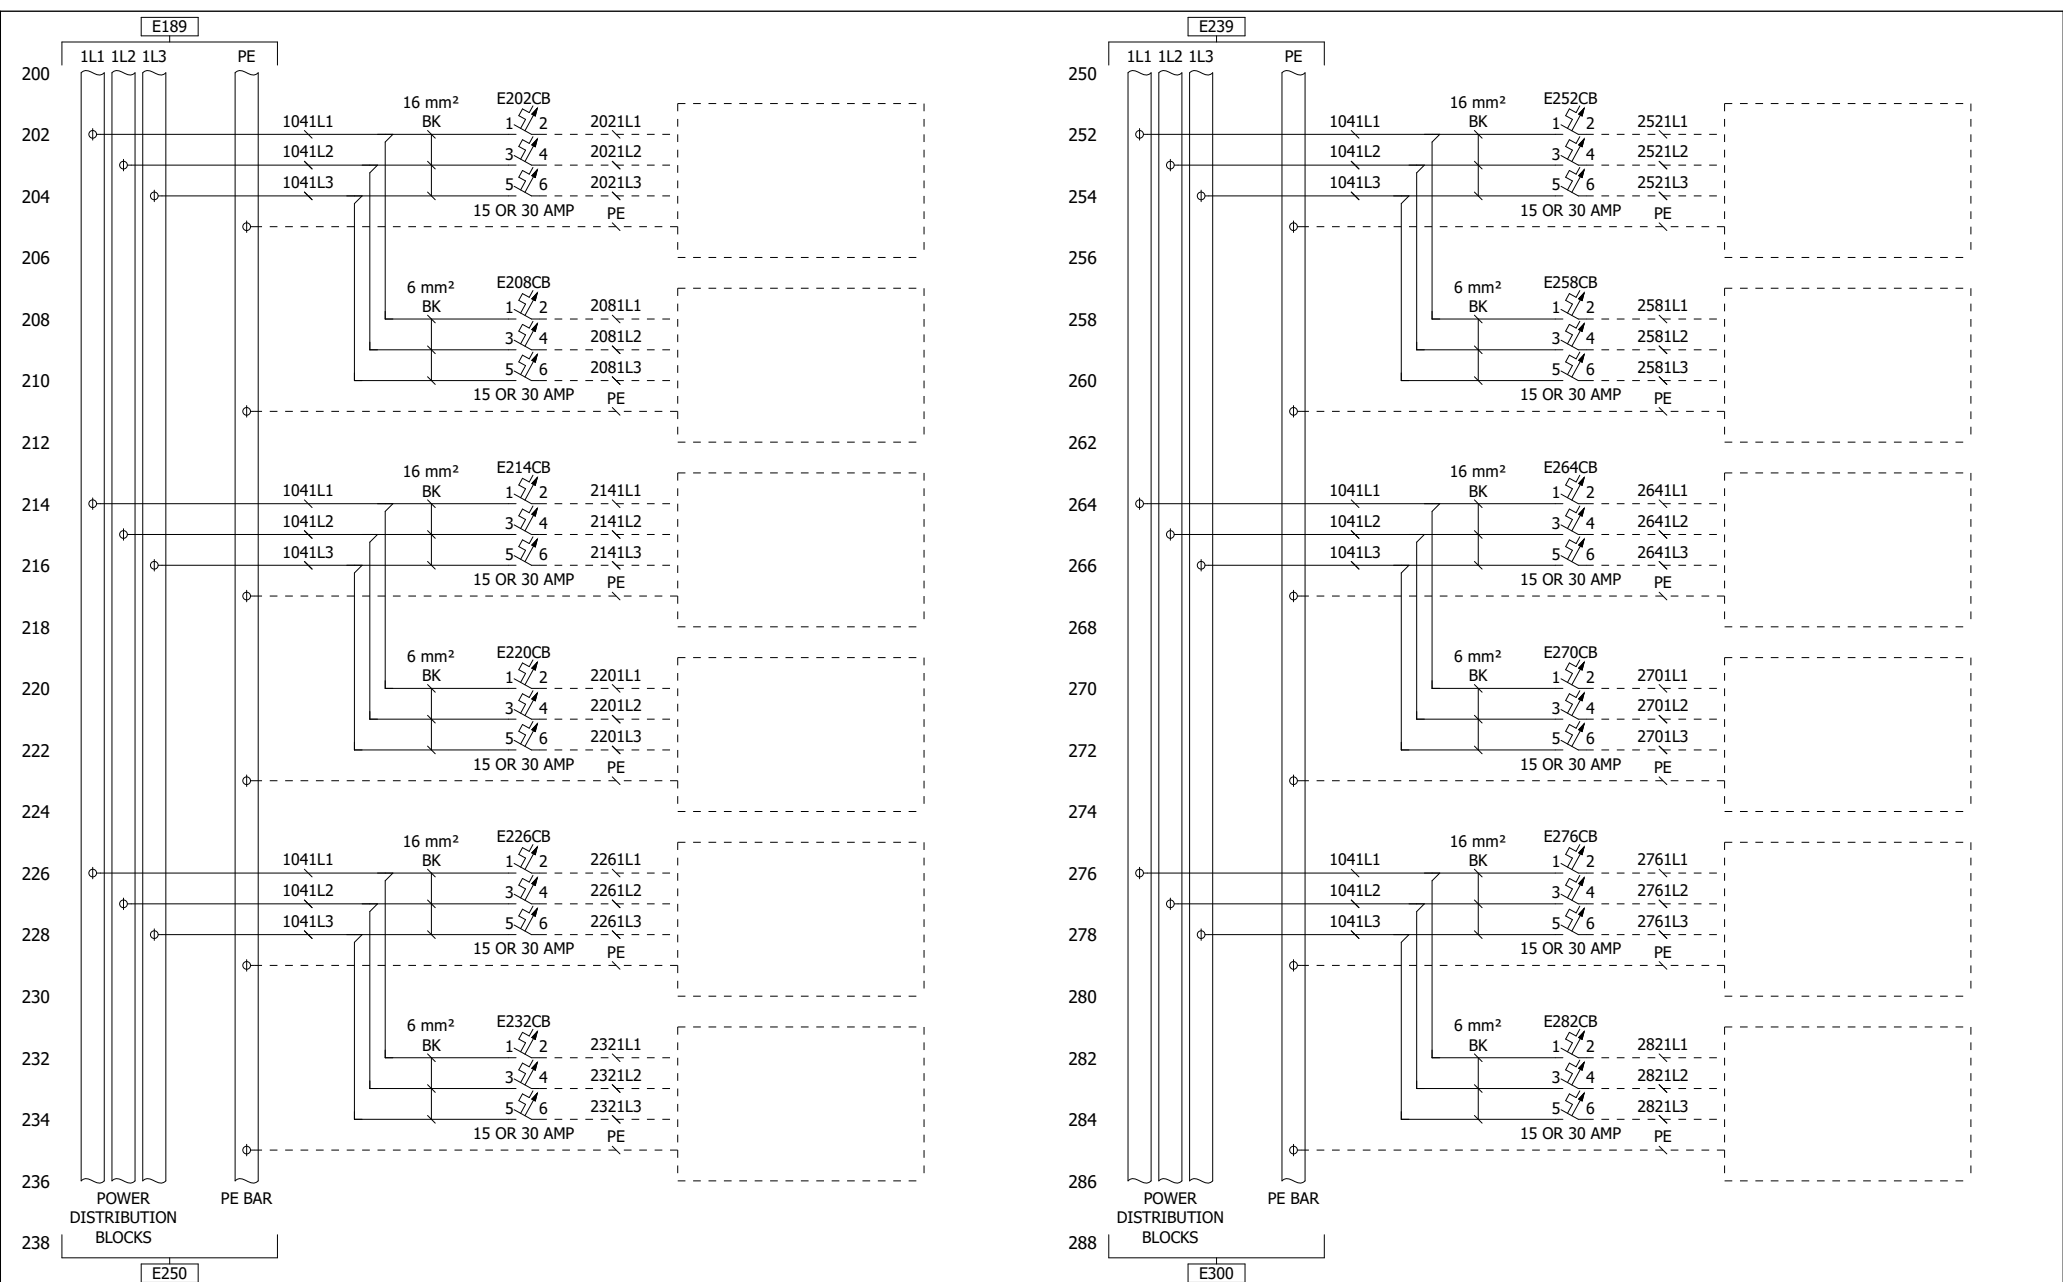 E189
1L1 1L2 1L3 PE
200
16 mm² E202CB
1041L1 BK 1 2 2021L1
202
1041L2 3 4 2021L2
1041L3 5 6 2021L3
204
15 OR 30 AMP PE
206
6 mm² E208CB
BK 1 2 2081L1
208
3 4 2081L2
5 6 2081L3
210
15 OR 30 AMP PE
212
16 mm² E214CB
1041L1 BK 1 2 2141L1
214
1041L2 3 4 2141L2
1041L3 5 6 2141L3
216
15 OR 30 AMP PE
218
6 mm² E220CB
BK 1 2 2201L1
220
3 4 2201L2
5 6 2201L3
222
15 OR 30 AMP PE
224
16 mm² E226CB
1041L1 BK 1 2 2261L1
226
1041L2 3 4 2261L2
1041L3 5 6 2261L3
228
15 OR 30 AMP PE
230
6 mm² E232CB
BK 1 2 2321L1
232
3 4 2321L2
5 6 2321L3
234
15 OR 30 AMP PE
236
POWER PE BAR
DISTRIBUTION
BLOCKS
238
E250
E239
1L1 1L2 1L3 PE
250
16 mm² E252CB
1041L1 BK 1 2 2521L1
252
1041L2 3 4 2521L2
1041L3 5 6 2521L3
254
15 OR 30 AMP PE
256
6 mm² E258CB
BK 1 2 2581L1
258
3 4 2581L2
5 6 2581L3
260
15 OR 30 AMP PE
262
16 mm² E264CB
1041L1 BK 1 2 2641L1
264
1041L2 3 4 2641L2
1041L3 5 6 2641L3
266
15 OR 30 AMP PE
268
6 mm² E270CB
BK 1 2 2701L1
270
3 4 2701L2
5 6 2701L3
272
15 OR 30 AMP PE
274
16 mm² E276CB
1041L1 BK 1 2 2761L1
276
1041L2 3 4 2761L2
1041L3 5 6 2761L3
278
15 OR 30 AMP PE
280
6 mm² E282CB
BK 1 2 2821L1
282
3 4 2821L2
5 6 2821L3
284
15 OR 30 AMP PE
286
POWER PE BAR
DISTRIBUTION
BLOCKS
288
E300